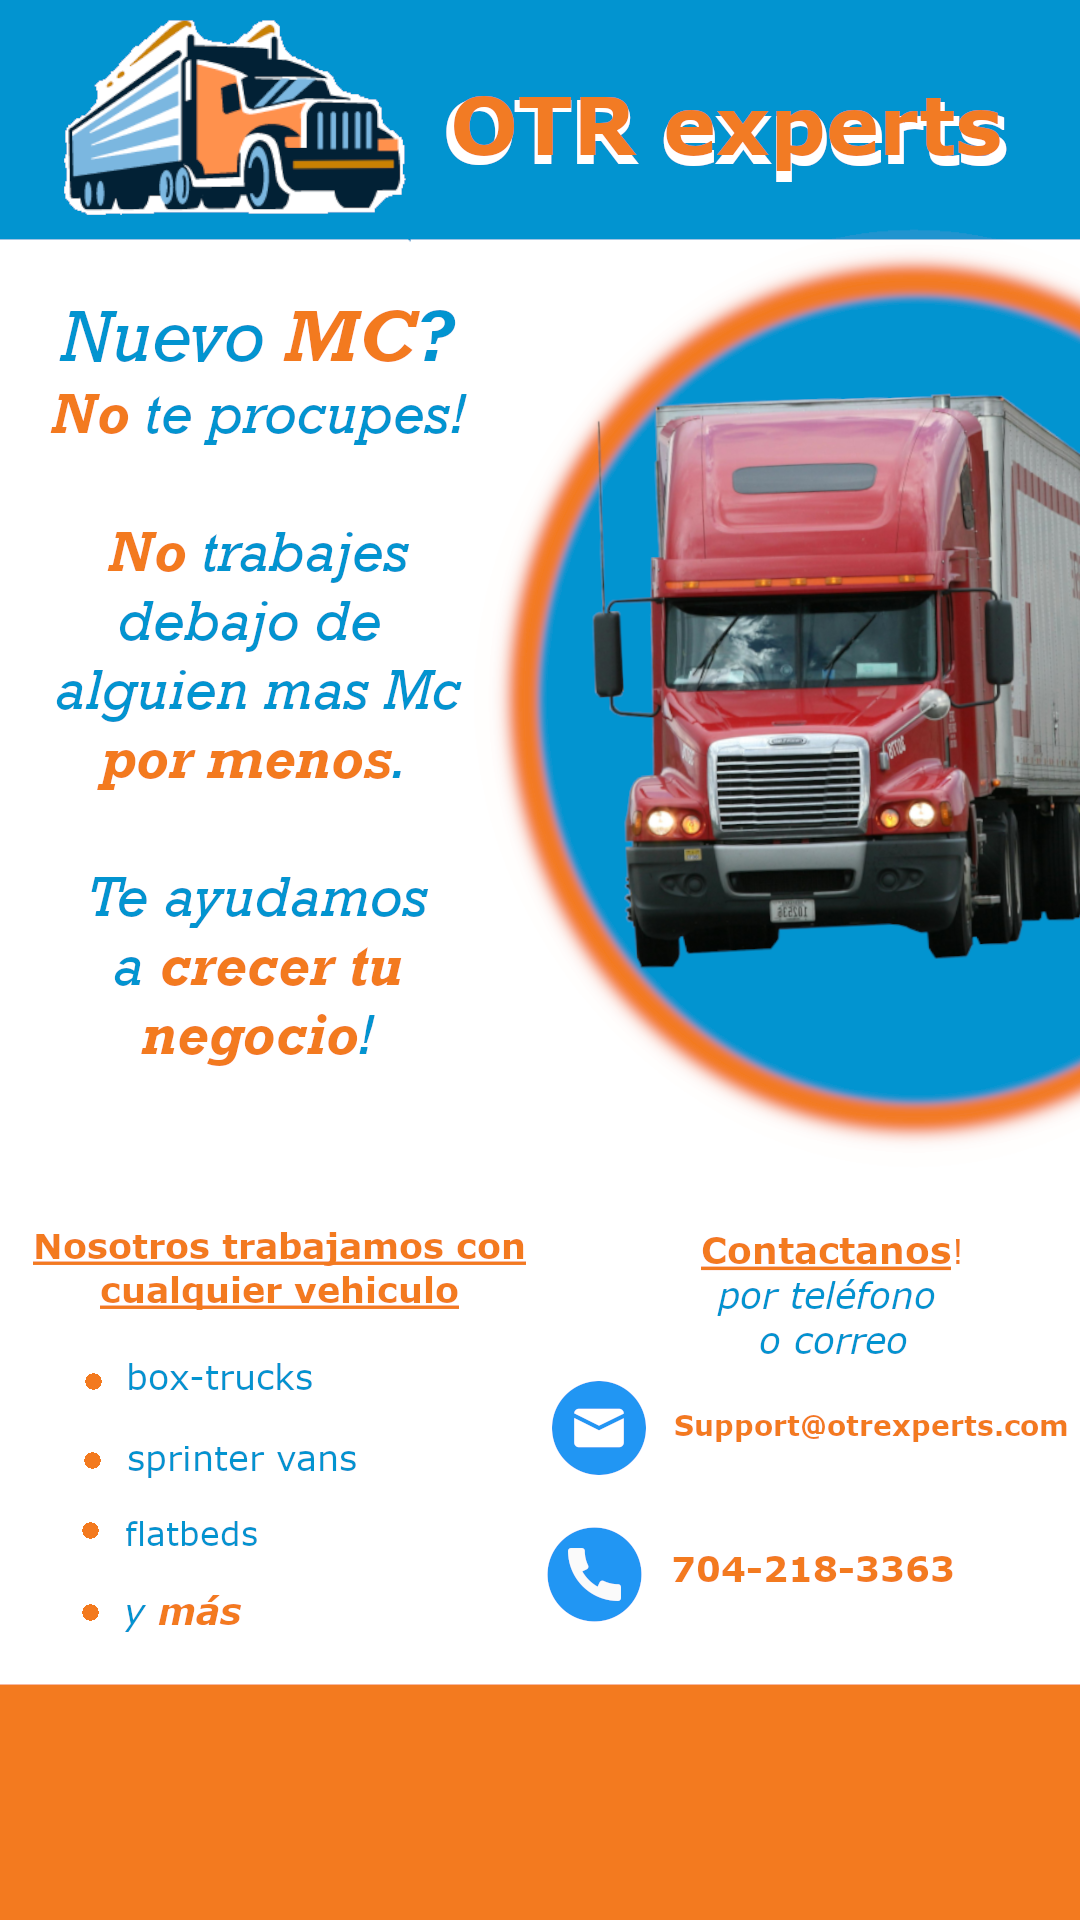 OTR experts
Nuevo MC?
No te procupes!
No trabajes
debajo de
alguien mas Mc
por menos.
Te ayudamos
a crecer tu
negocio!
Nosotros trabajamos con
cualquier vehiculo
box-trucks
sprinter vans
flatbeds
y más
Contactanos!
por teléfono
o correo
Support@otrexperts.com
704-218-3363